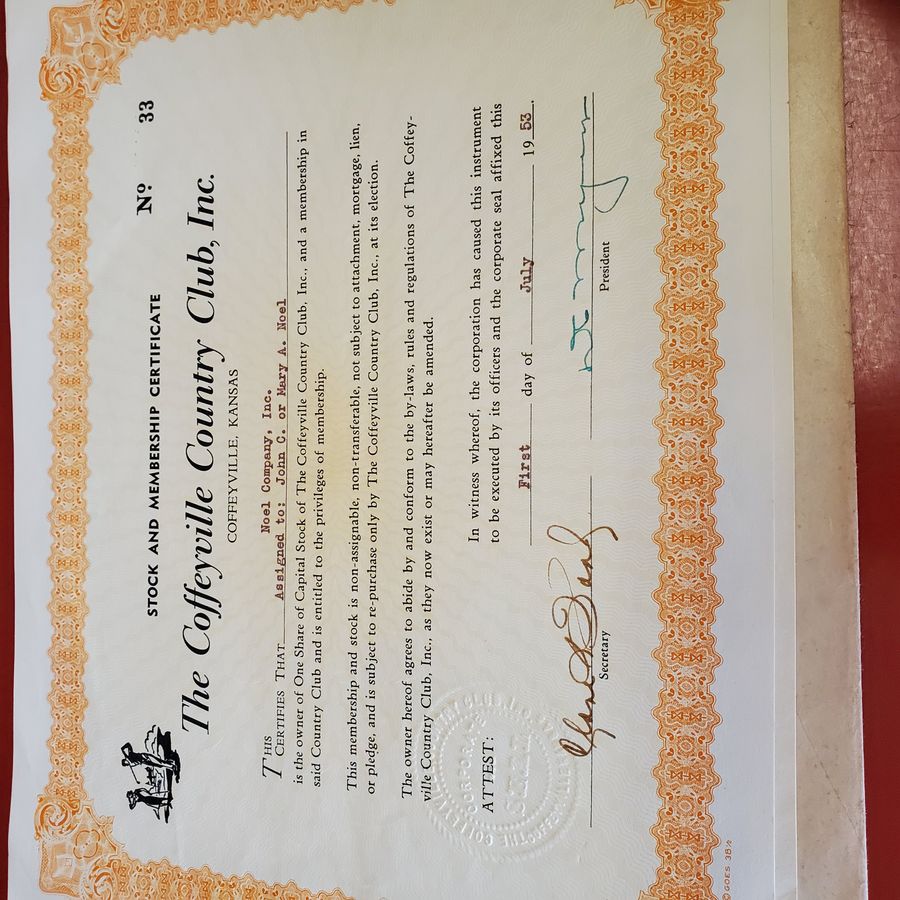 STOCK AND MEMBERSHIP CERTIFICATE
Nº 33
The Coffeyville Country Club, Inc.
COFFEYVILLE, KANSAS
Noel Company, Inc.
THIS CERTIFIES THAT Assigned to: John C. or Mary A. Noel
is the owner of One Share of Capital Stock of The Coffeyville Country Club, Inc., and a membership in
said Country Club and is entitled to the privileges of membership.
This membership and stock is non-assignable, non-transferable, not subject to attachment, mortgage, lien,
or pledge, and is subject to re-purchase only by The Coffeyville Country Club, Inc., at its election.
The owner hereof agrees to abide by and conform to the by-laws, rules and regulations of The Coffey-
ville Country Club, Inc., as they now exist or may hereafter be amended.
In witness whereof, the corporation has caused this instrument
to be executed by its officers and the corporate seal affixed this
First day of July 19 53.
ATTEST:
CORPORATE
SEAL
Secretary
President
© GOES 38½